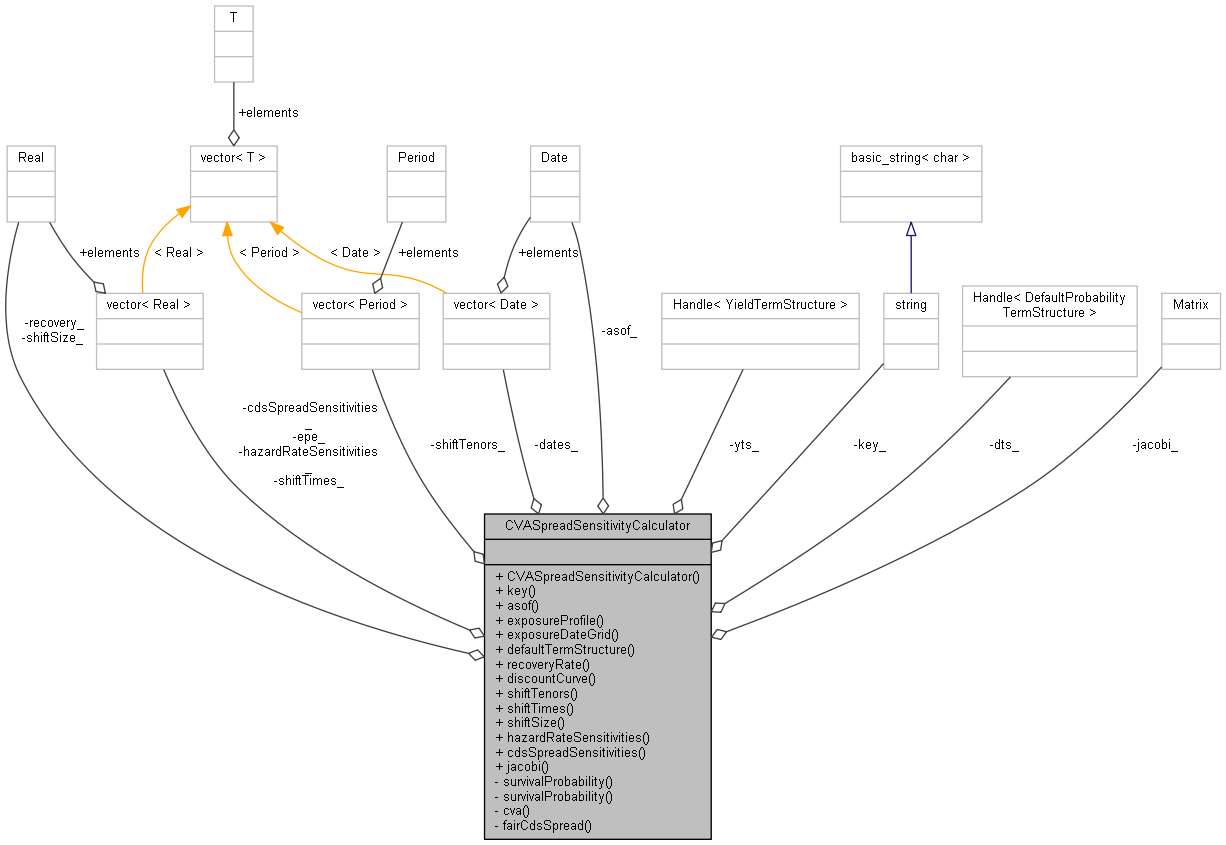 T
+elements
Real
vector< T >
Period
Date
basic_string< char >
+elements
< Real >
< Period >
< Date >
+elements
+elements
vector< Real >
vector< Period >
vector< Date >
Handle< YieldTermStructure >
string
Handle< DefaultProbability
TermStructure >
Matrix
-recovery_
-shiftSize_
-asof_
-cdsSpreadSensitivities
_
-epe_
-hazardRateSensitivities
_
-shiftTimes_
-shiftTenors_
-dates_
-yts_
-key_
-dts_
-jacobi_
CVASpreadSensitivityCalculator
+ CVASpreadSensitivityCalculator()
+ key()
+ asof()
+ exposureProfile()
+ exposureDateGrid()
+ defaultTermStructure()
+ recoveryRate()
+ discountCurve()
+ shiftTenors()
+ shiftTimes()
+ shiftSize()
+ hazardRateSensitivities()
+ cdsSpreadSensitivities()
+ jacobi()
- survivalProbability()
- survivalProbability()
- cva()
- fairCdsSpread()